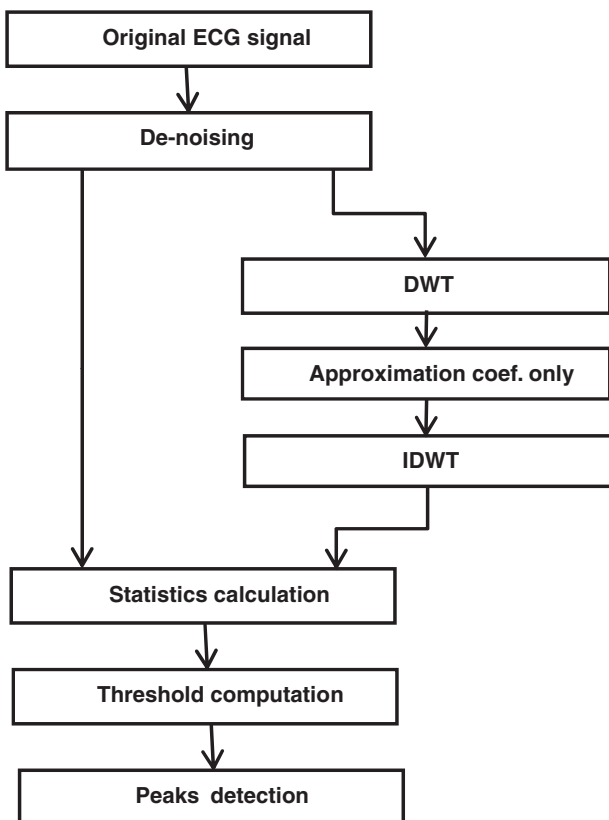 Original ECG signal
De-noising
DWT
Approximation coef. only
IDWT
Statistics calculation
Threshold computation
Peaks detection